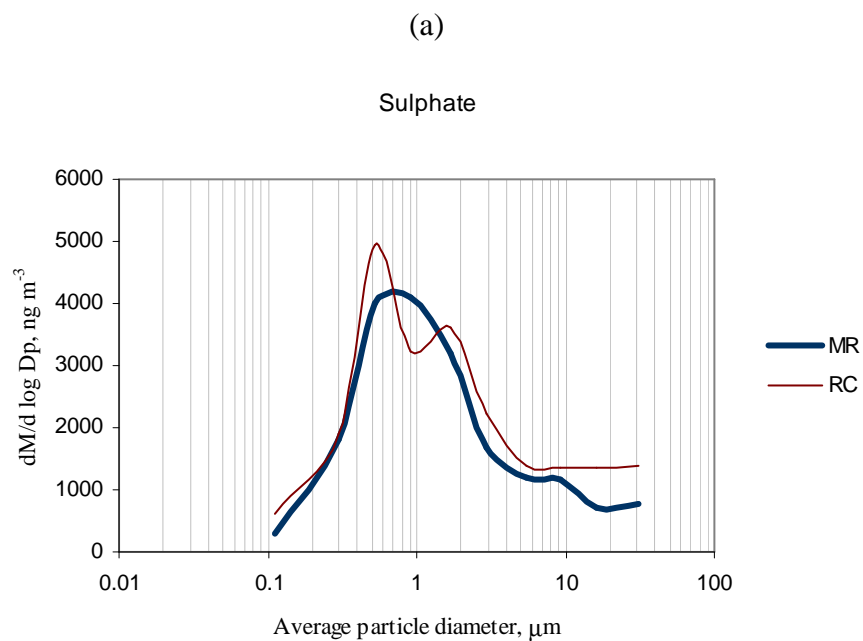 (a)
Sulphate
6000
5000
4000
3000
2000
1000
0
dM/d log Dp, ng m⁻³
0.01 0.1 1 10 100
Average particle diameter, μm
MR
RC